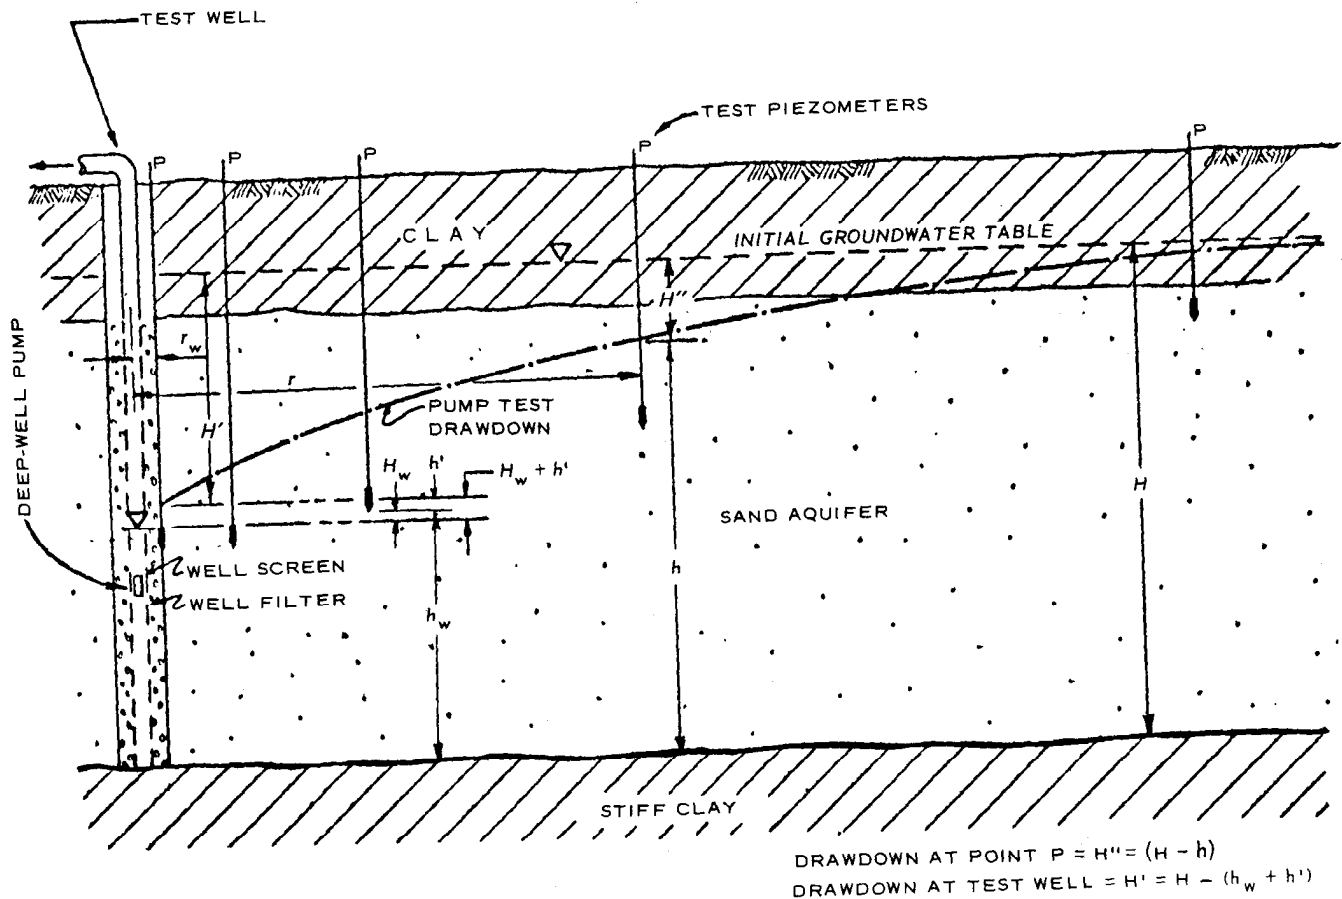 TEST WELL
TEST PIEZOMETERS
P
P
P
P
P
CLAY
INITIAL GROUNDWATER TABLE
H"
r_w
r
H'
PUMP TEST
DRAWDOWN
DEEP-WELL PUMP
H_w
h'
H_w + h'
H
SAND AQUIFER
WELL SCREEN
WELL FILTER
h
h_w
STIFF CLAY
DRAWDOWN AT POINT P = H" = (H - h)
DRAWDOWN AT TEST WELL = H' = H - (h_w + h')